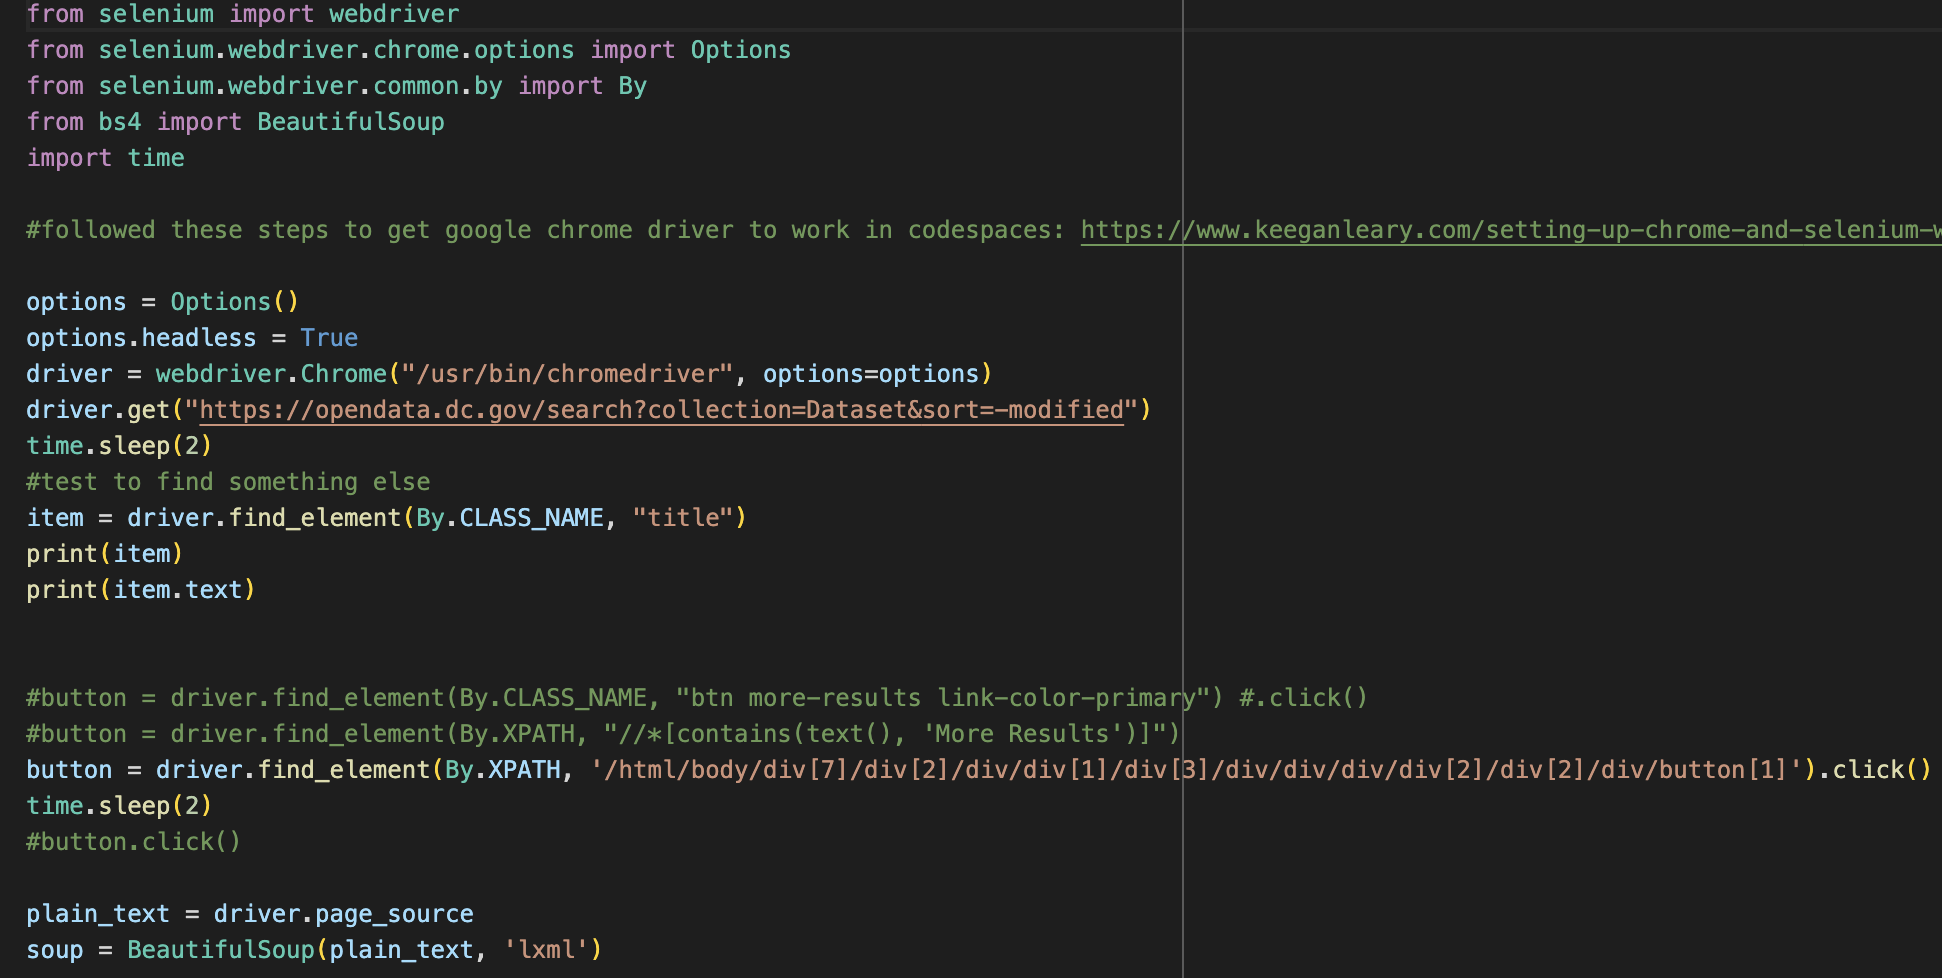 from selenium import webdriver
from selenium.webdriver.chrome.options import Options
from selenium.webdriver.common.by import By
from bs4 import BeautifulSoup
import time
#followed these steps to get google chrome driver to work in codespaces: https://www.keeganleary.com/setting-up-chrome-and-selenium-w
options = Options()
options.headless = True
driver = webdriver.Chrome("/usr/bin/chromedriver", options=options)
driver.get("https://opendata.dc.gov/search?collection=Dataset&sort=-modified")
time.sleep(2)
#test to find something else
item = driver.find_element(By.CLASS_NAME, "title")
print(item)
print(item.text)
#button = driver.find_element(By.CLASS_NAME, "btn more-results link-color-primary") #.click()
#button = driver.find_element(By.XPATH, "//*[contains(text(), 'More Results')]")
button = driver.find_element(By.XPATH, '/html/body/div[7]/div[2]/div/div[1]/div[3]/div/div/div/div[2]/div[2]/div/button[1]').click()
time.sleep(2)
#button.click()
plain_text = driver.page_source
soup = BeautifulSoup(plain_text, 'lxml')